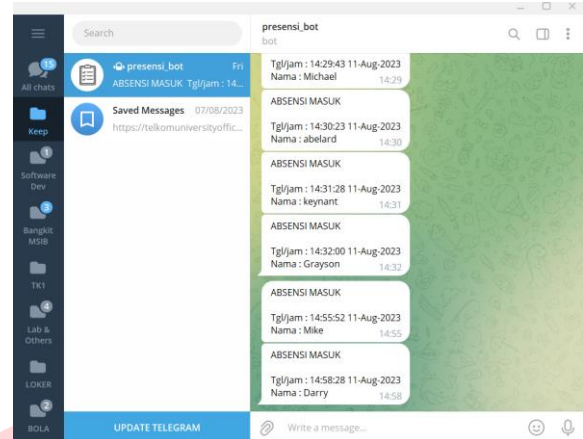 Search
15
All chats
Keep
1
Software
Dev
3
Bangkit
MSIB
TK1
4
Lab &
Others
LOKER
2
BOLA
presensi_bot Fri
ABSENSI MASUK Tgl/jam : 14...
Saved Messages 07/08/2023
https://telkomuniversityoffic...
UPDATE TELEGRAM
presensi_bot
bot
Tgl/jam : 14:29:43 11-Aug-2023
Nama : Michael 14:29
ABSENSI MASUK
Tgl/jam : 14:30:23 11-Aug-2023
Nama : abelard 14:30
ABSENSI MASUK
Tgl/jam : 14:31:28 11-Aug-2023
Nama : keynant 14:31
ABSENSI MASUK
Tgl/jam : 14:32:00 11-Aug-2023
Nama : Grayson 14:32
ABSENSI MASUK
Tgl/jam : 14:55:52 11-Aug-2023
Nama : Mike 14:55
ABSENSI MASUK
Tgl/jam : 14:58:28 11-Aug-2023
Nama : Darry 14:58
Write a message...